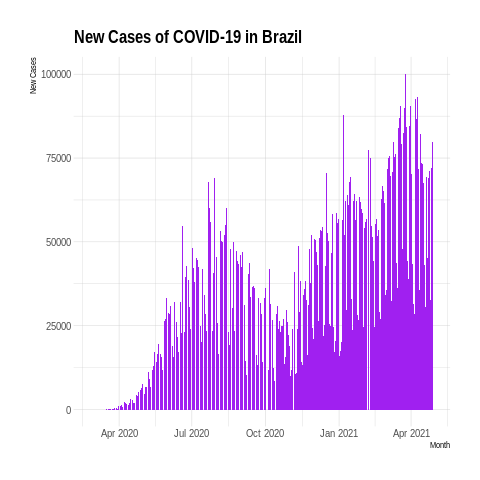 New Cases of COVID-19 in Brazil
New Cases
100000
75000
50000
25000
0
Apr 2020 Jul 2020 Oct 2020 Jan 2021 Apr 2021
Month